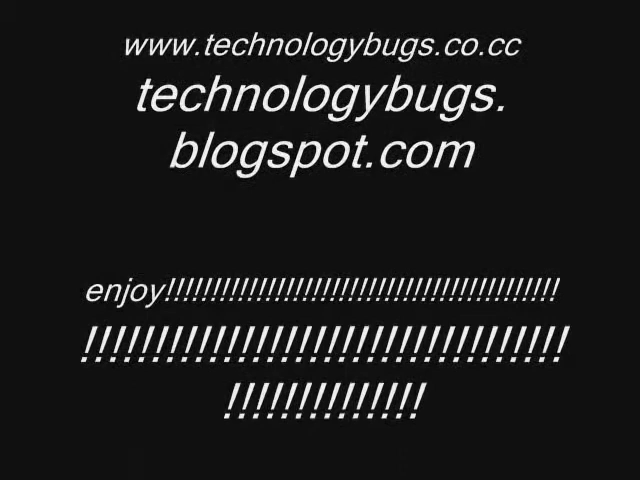 www.technologybugs.co.cc
technologybugs.
blogspot.com
enjoy!!!!!!!!!!!!!!!!!!!!!!!!!!!!!!!!!!!!!!!!!!!!!
!!!!!!!!!!!!!!!!!!!!!!!!!!!!!!!!!
!!!!!!!!!!!!!!